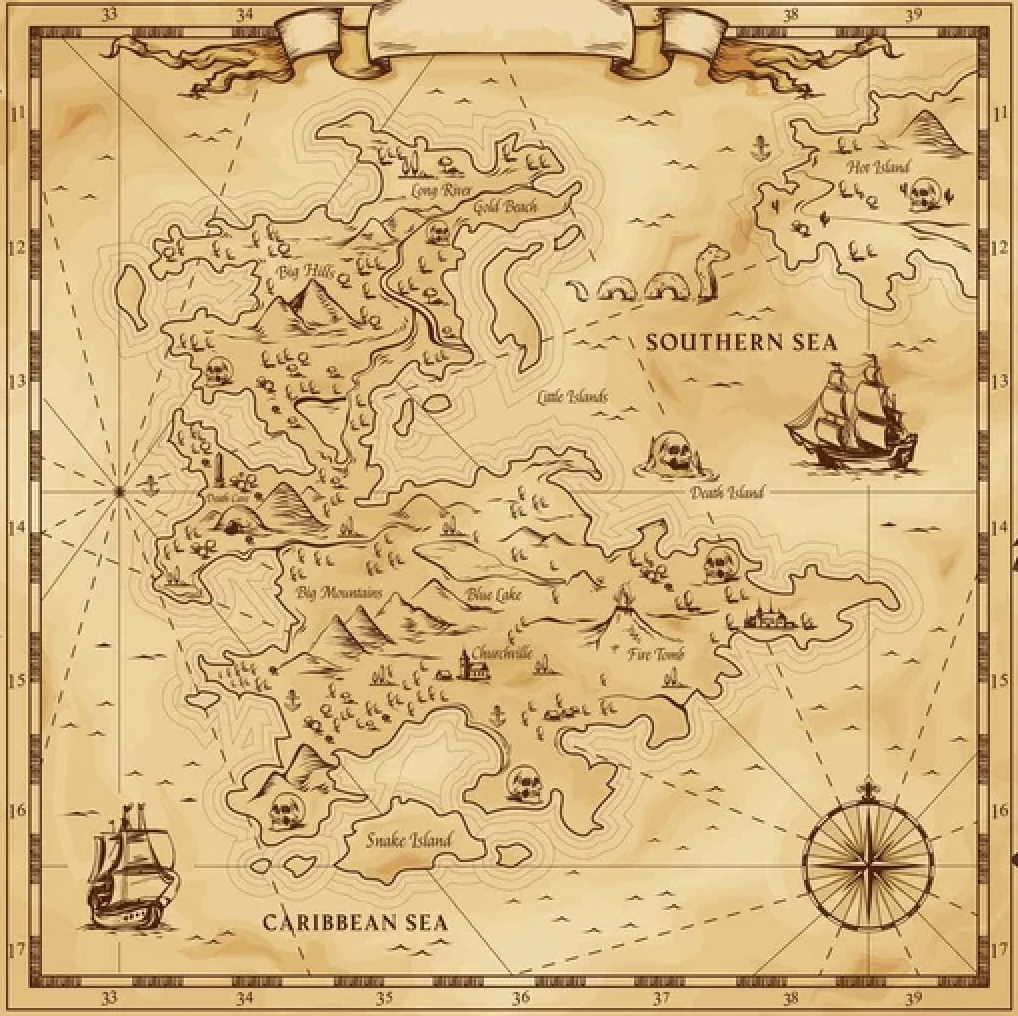 33 34 37 38 39
11 11
Hot Island
Long River
Gold Beach
12 12
Big Hills
SOUTHERN SEA
13 13
Little Islands
Death Island
Death Cave
14 14
Big Mountains
Blue Lake
Churchville
Fire Tomb
15 15
16 16
Snake Island
CARIBBEAN SEA
17 17
33 34 35 36 37 38 39